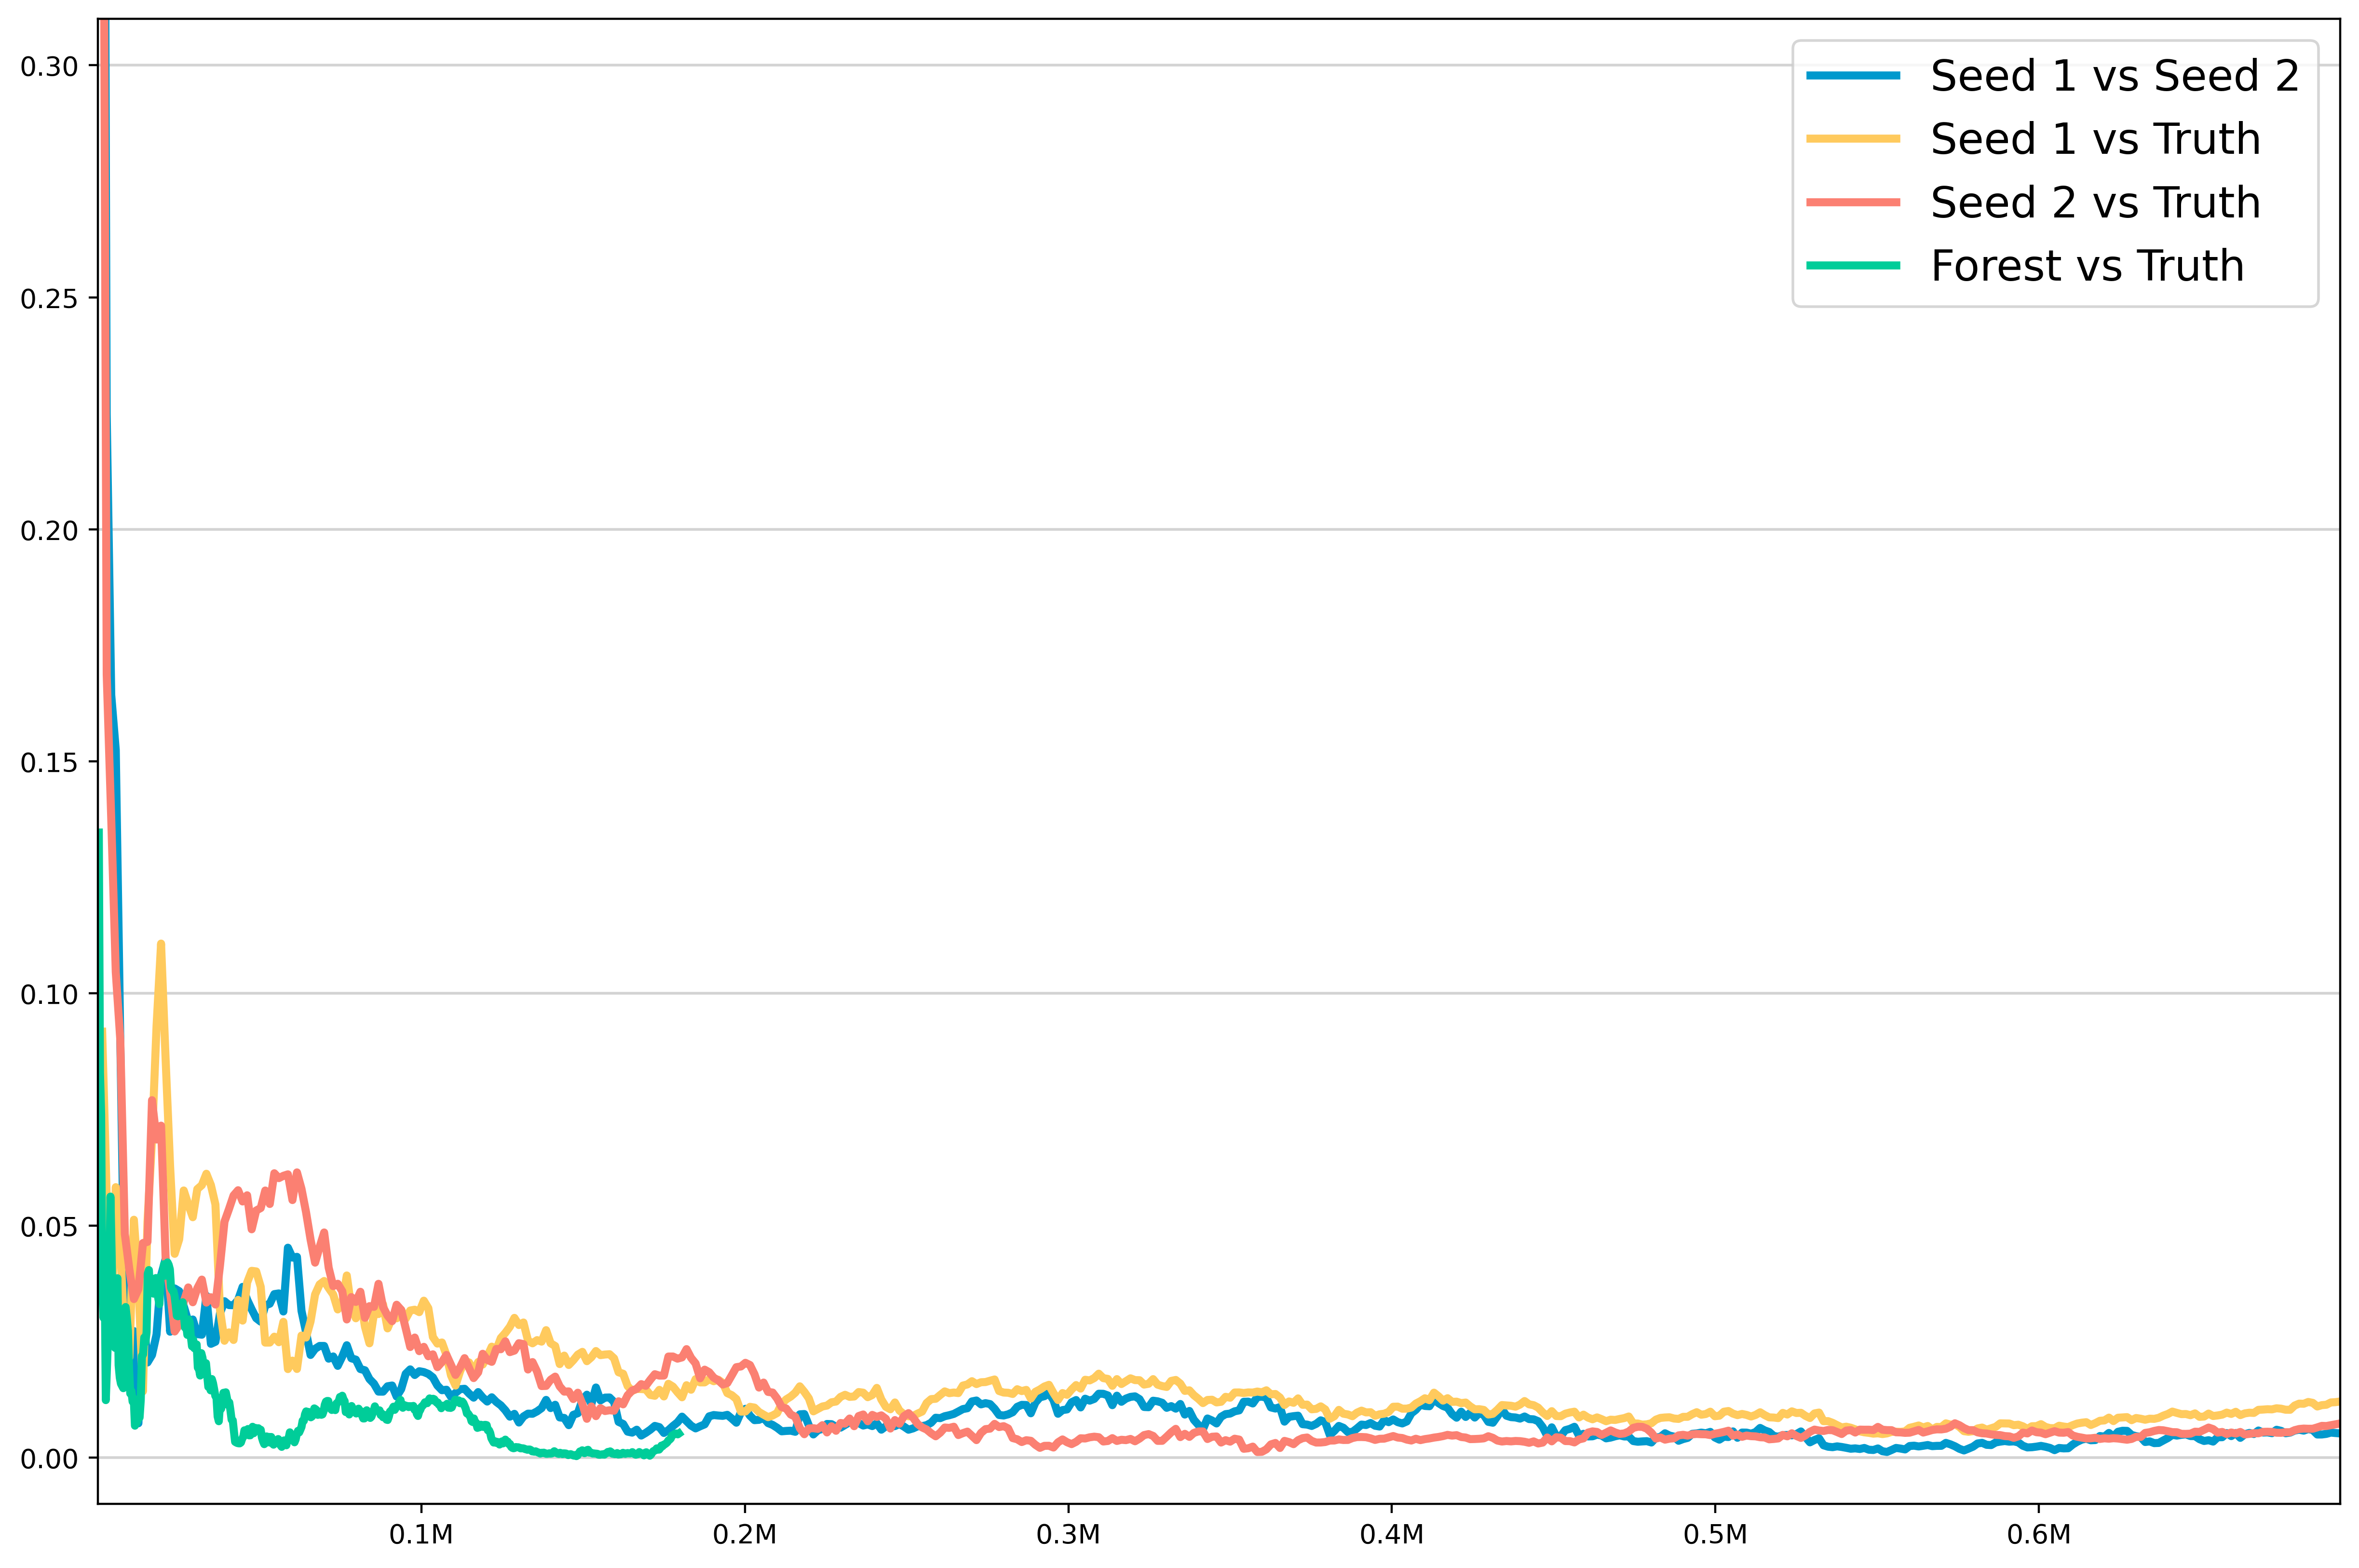 0.30
0.25
0.20
0.15
0.10
0.05
0.00
0.1M
0.2M
0.3M
0.4M
0.5M
0.6M
Seed 1 vs Seed 2
Seed 1 vs Truth
Seed 2 vs Truth
Forest vs Truth